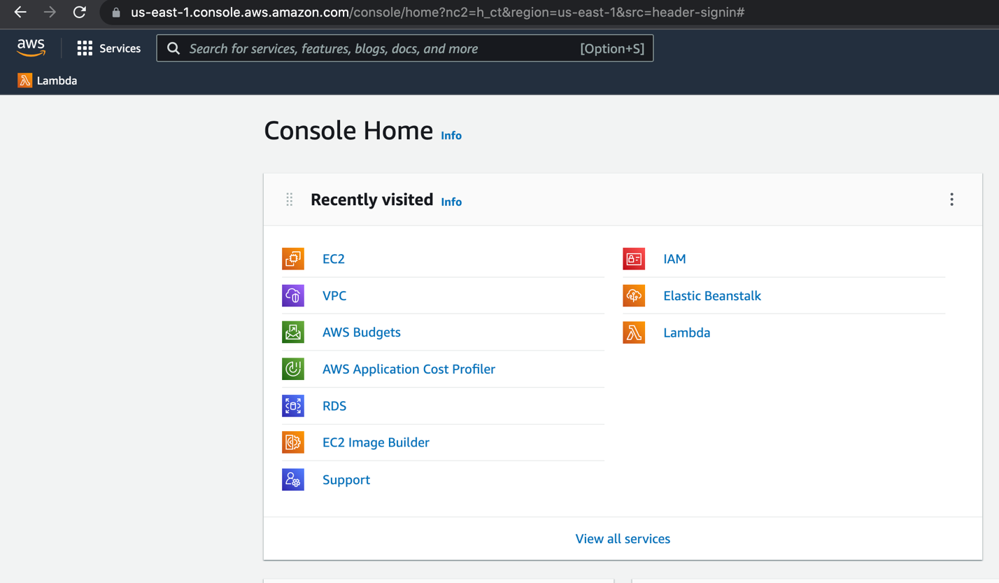 us-east-1.console.aws.amazon.com/console/home?nc2=h_ct&region=us-east-1&src=header-signin#
aws
Services
Search for services, features, blogs, docs, and more
[Option+S]
Lambda
Console Home Info
Recently visited Info
EC2
VPC
AWS Budgets
AWS Application Cost Profiler
RDS
EC2 Image Builder
Support
IAM
Elastic Beanstalk
Lambda
View all services